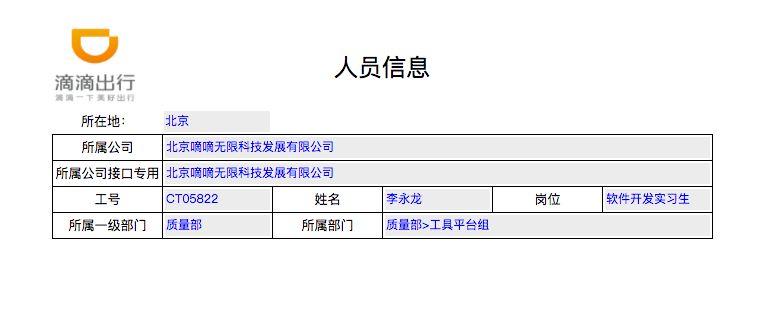 滴滴出行
滴滴一下 美好出行
人员信息
所在地： 北京
所属公司 北京嘀嘀无限科技发展有限公司
所属公司接口专用 北京嘀嘀无限科技发展有限公司
工号 CT05822 姓名 李永龙 岗位 软件开发实习生
所属一级部门 质量部 所属部门 质量部>工具平台组